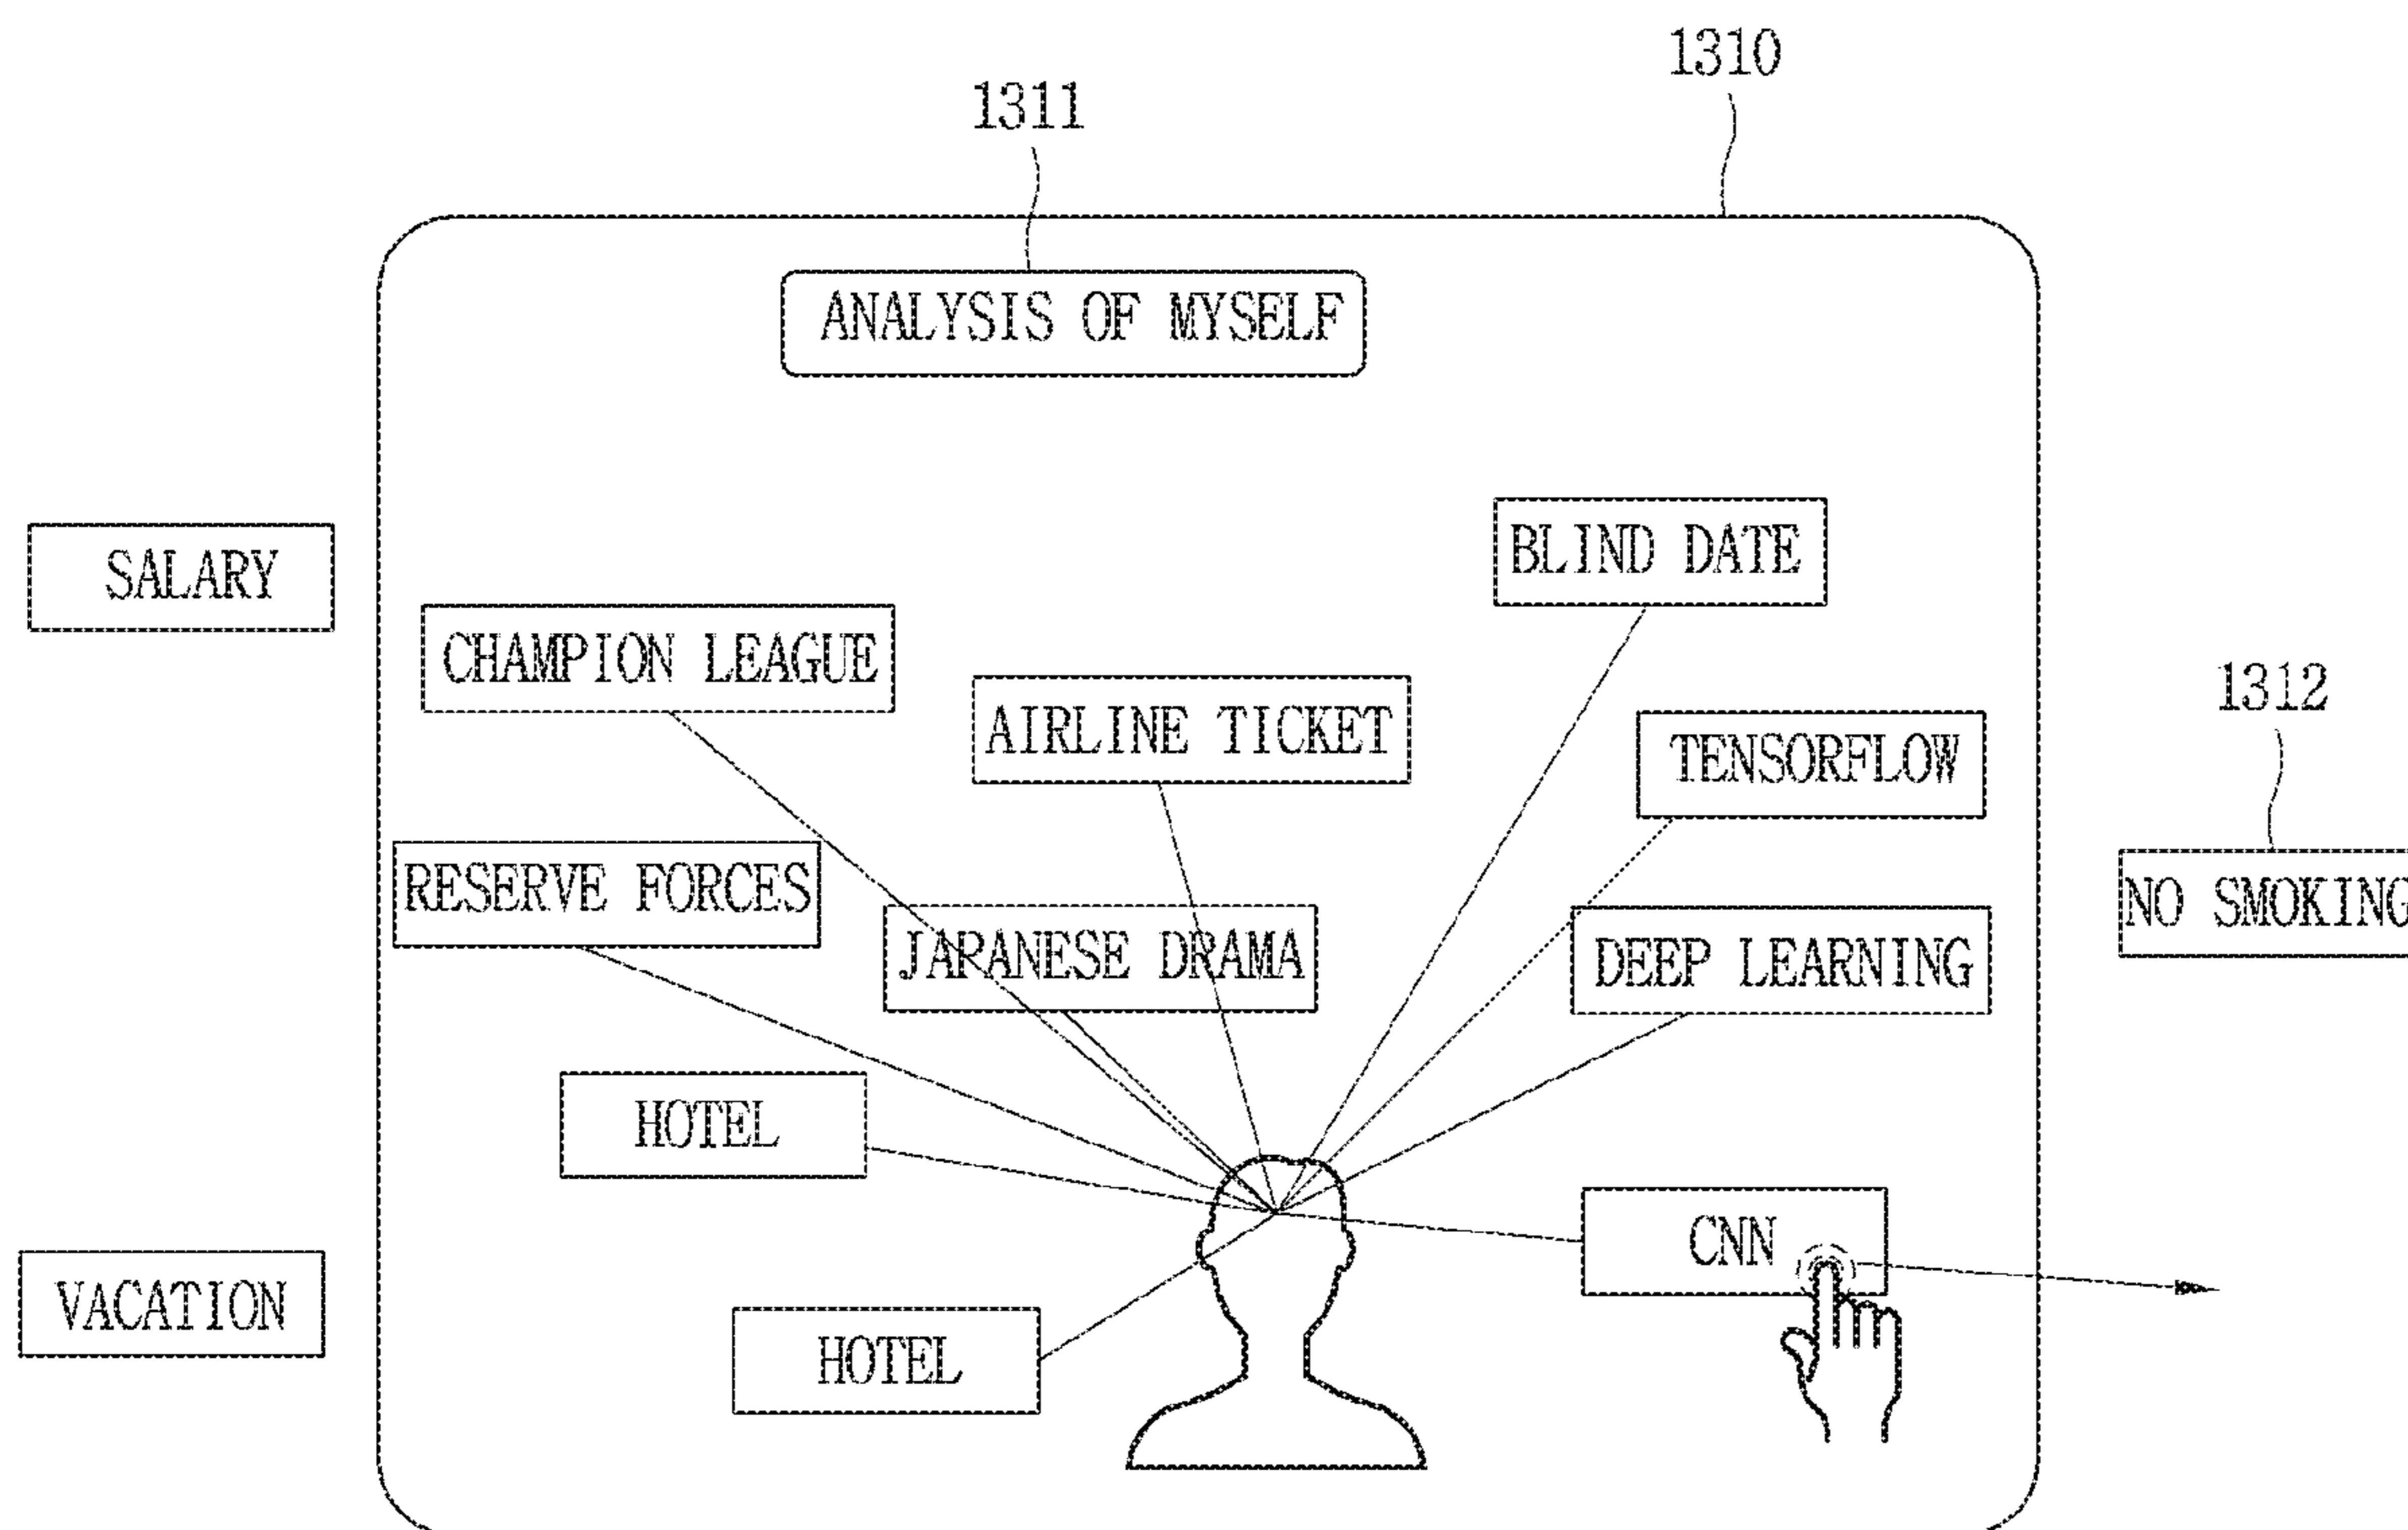 1310
1311
ANALYSIS OF MYSELF
BLIND DATE
SALARY
CHAMPION LEAGUE
1312
AIRLINE TICKET
TENSORFLOW
RESERVE FORCES
NO SMOKING
JAPANESE DRAMA
DEEP LEARNING
HOTEL
CNN
VACATION
HOTEL